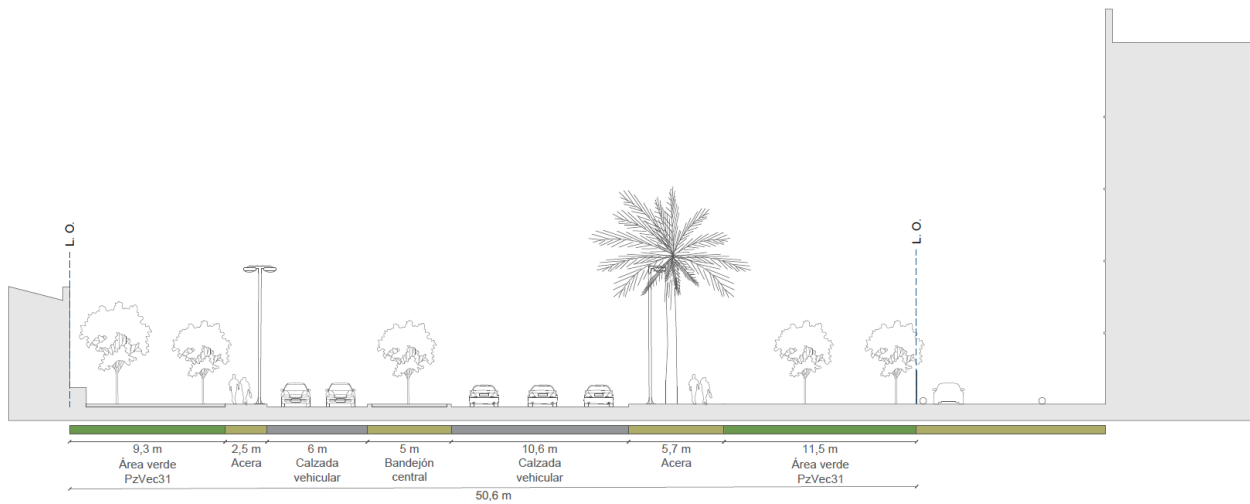 L. O.
L. O.
9,3 m
Área verde
PzVec31
2,5 m
Acera
6 m
Calzada
vehicular
5 m
Bandejón
central
10,6 m
Calzada
vehicular
5,7 m
Acera
11,5 m
Área verde
PzVec31
50,6 m